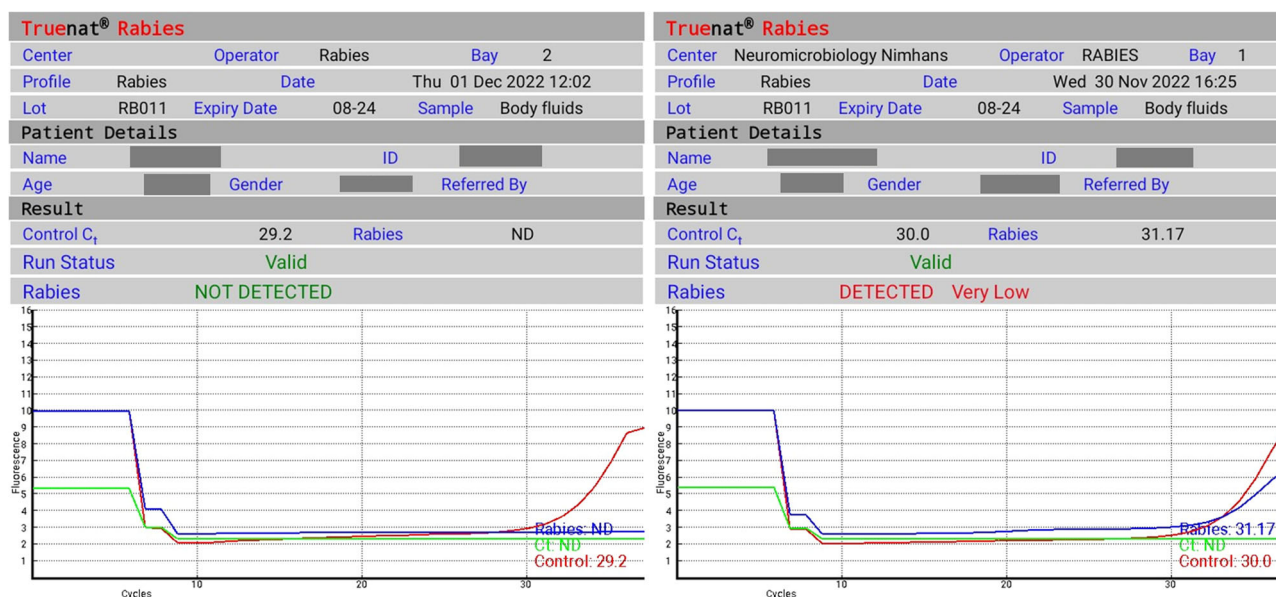 Truenat® Rabies
Center Operator Rabies Bay 2
Profile Rabies Date Thu 01 Dec 2022 12:02
Lot RB011 Expiry Date 08-24 Sample Body fluids
Patient Details
Name ID
Age Gender Referred By
Result
Control Ct 29.2 Rabies ND
Run Status Valid
Rabies NOT DETECTED
16
15
14
13
12
11
10
9
8
7
6
5
4
3
2
1
Fluorescence
Rabies: ND
Ct: ND
Control: 29.2
10 20 30
Cycles
Truenat® Rabies
Center Neuromicrobiology Nimhans Operator RABIES Bay 1
Profile Rabies Date Wed 30 Nov 2022 16:25
Lot RB011 Expiry Date 08-24 Sample Body fluids
Patient Details
Name ID
Age Gender Referred By
Result
Control Ct 30.0 Rabies 31.17
Run Status Valid
Rabies DETECTED Very Low
16
15
14
13
12
11
10
9
8
7
6
5
4
3
2
1
Fluorescence
Rabies: 31.17
Ct: ND
Control: 30.0
10 20 30
Cycles